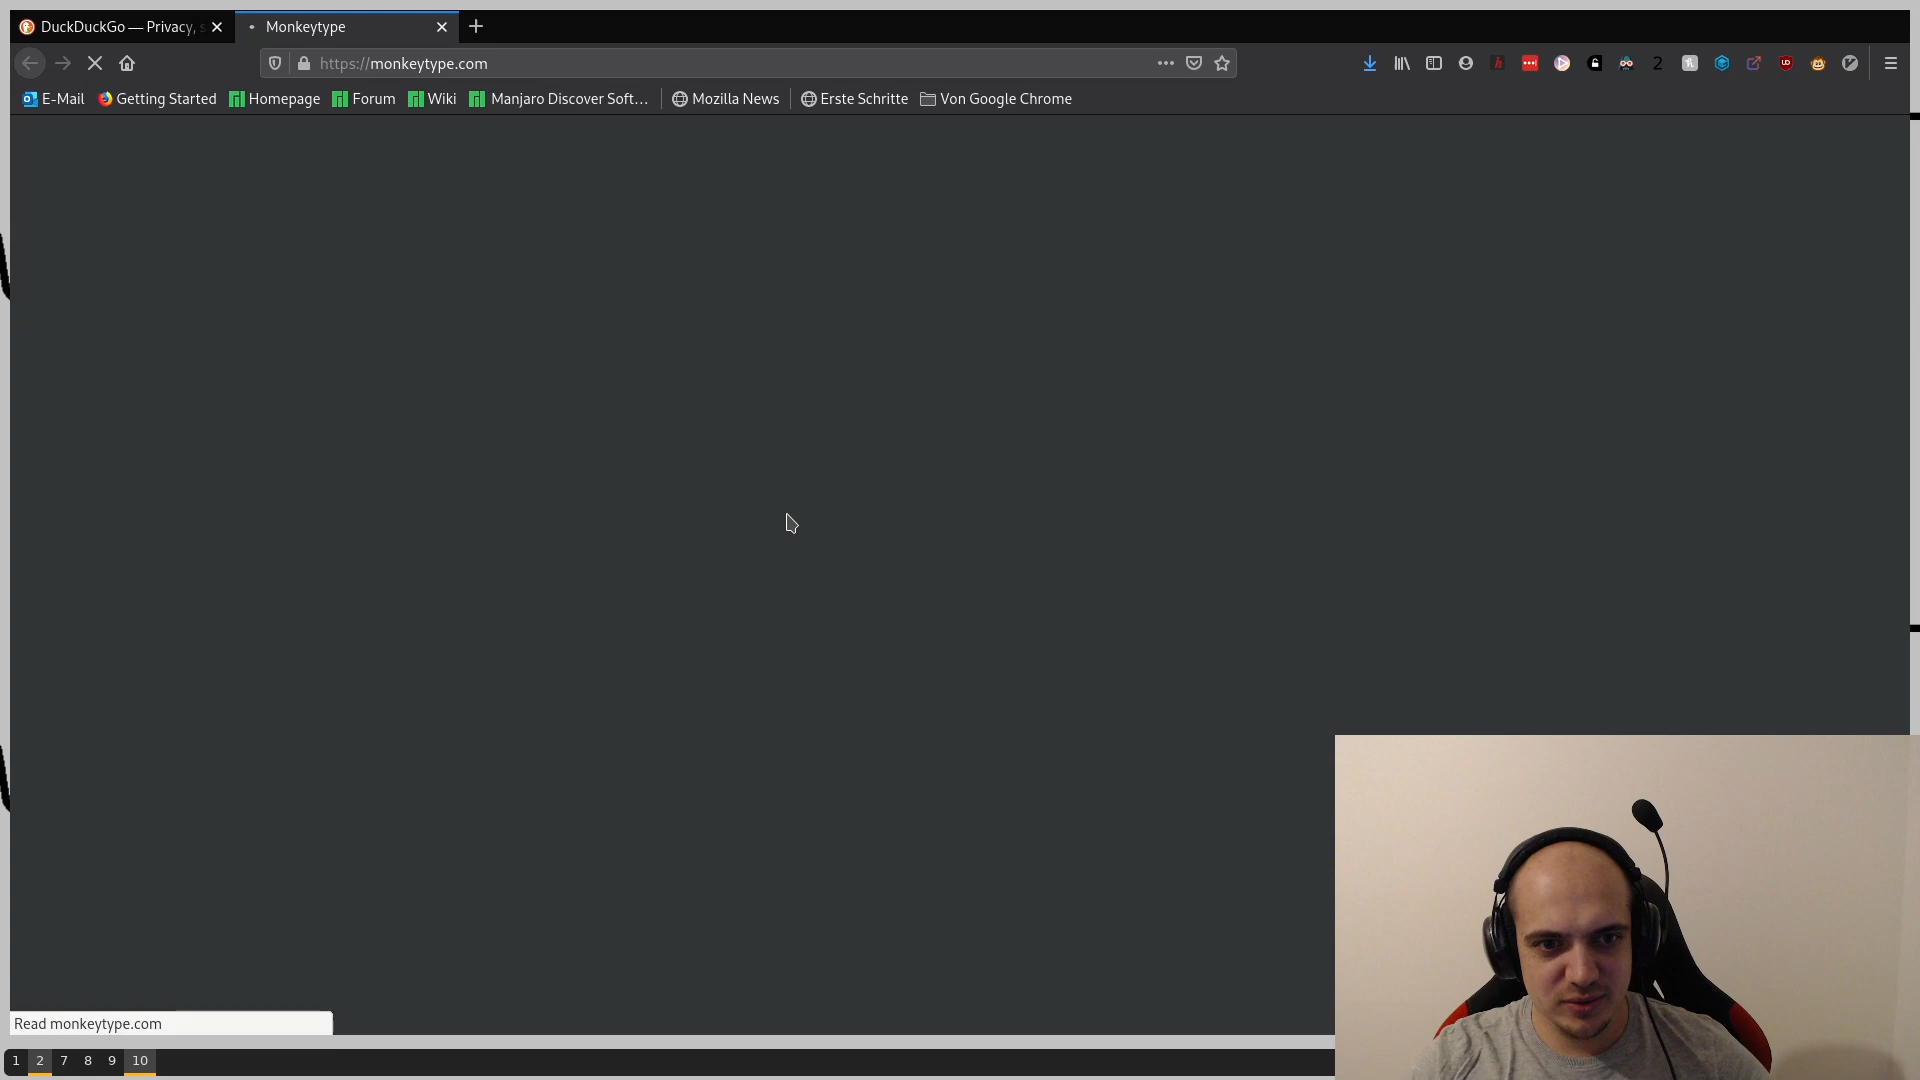 DuckDuckGo — Privacy, s
Monkeytype
https://monkeytype.com
2
E-Mail
Getting Started
Homepage
Forum
Wiki
Manjaro Discover Soft…
Mozilla News
Erste Schritte
Von Google Chrome
Read monkeytype.com
1 2 7 8 9 10